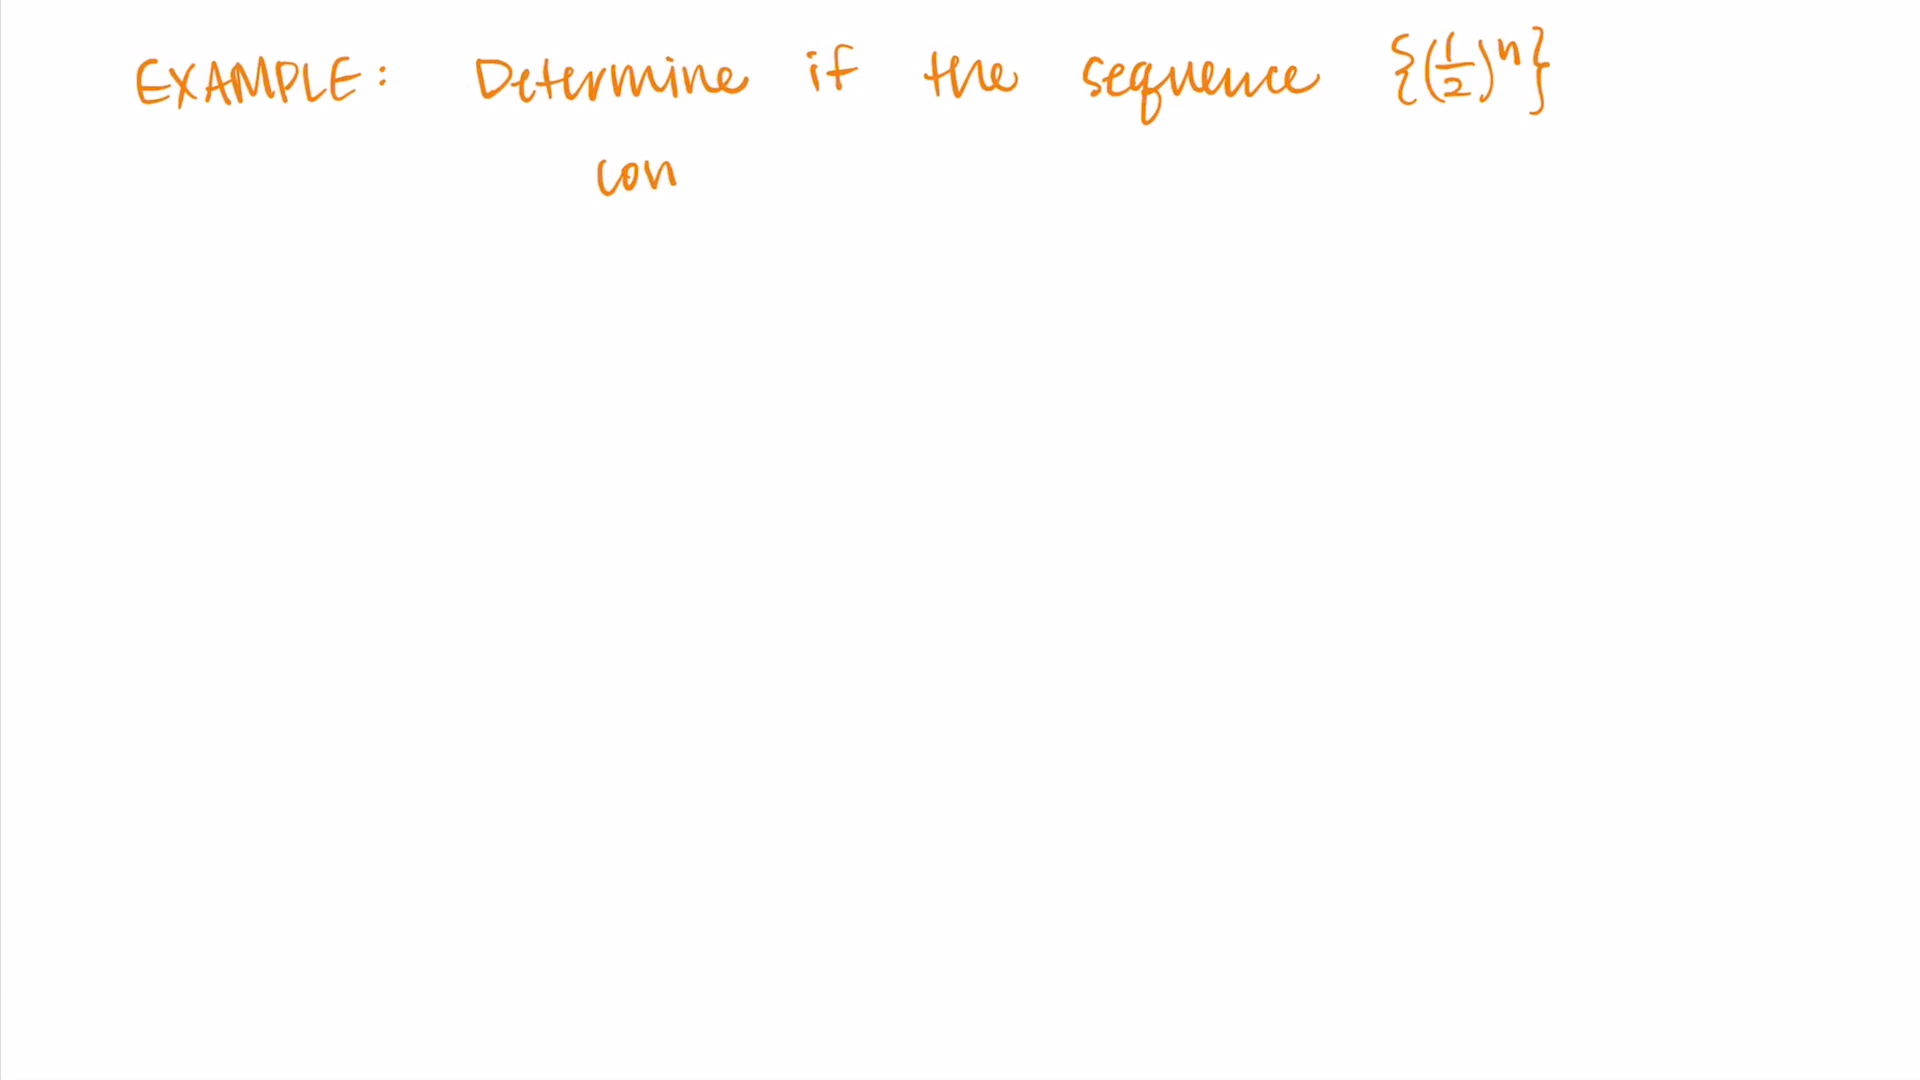 EXAMPLE: Determine if the sequence {(1/2)^n}
con